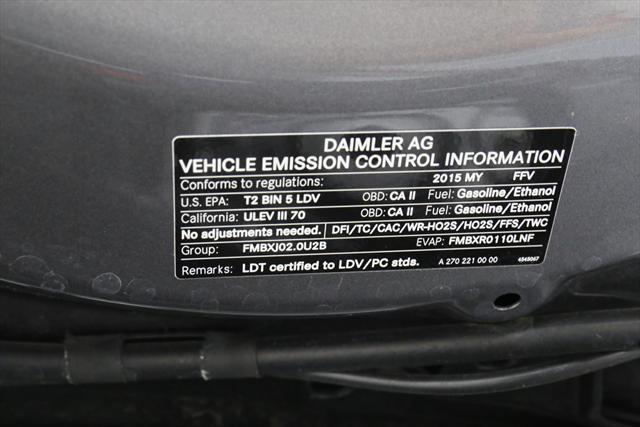 DAIMLER AG
VEHICLE EMISSION CONTROL INFORMATION
Conforms to regulations: 2015 MY FFV
U.S. EPA: T2 BIN 5 LDV OBD: CA II Fuel: Gasoline/Ethanol
California: ULEV III 70 OBD: CA II Fuel: Gasoline/Ethanol
No adjustments needed. DFI/TC/CAC/WR-HO2S/HO2S/FFS/TWC
Group: FMBXJ02.0U2B EVAP: FMBXR0110LNF
Remarks: LDT certified to LDV/PC stds. A 270 221 00 00